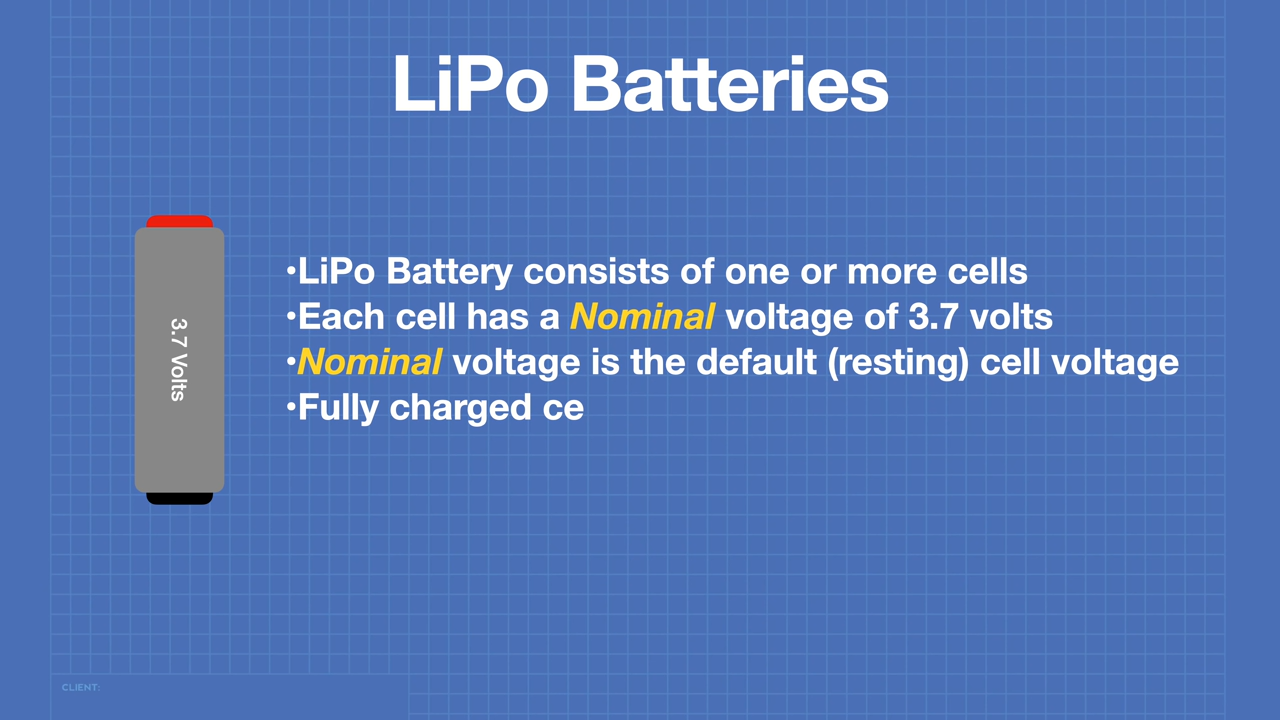 LiPo Batteries
3.7 Volts
•LiPo Battery consists of one or more cells
•Each cell has a Nominal voltage of 3.7 volts
•Nominal voltage is the default (resting) cell voltage
•Fully charged ce
CLIENT: